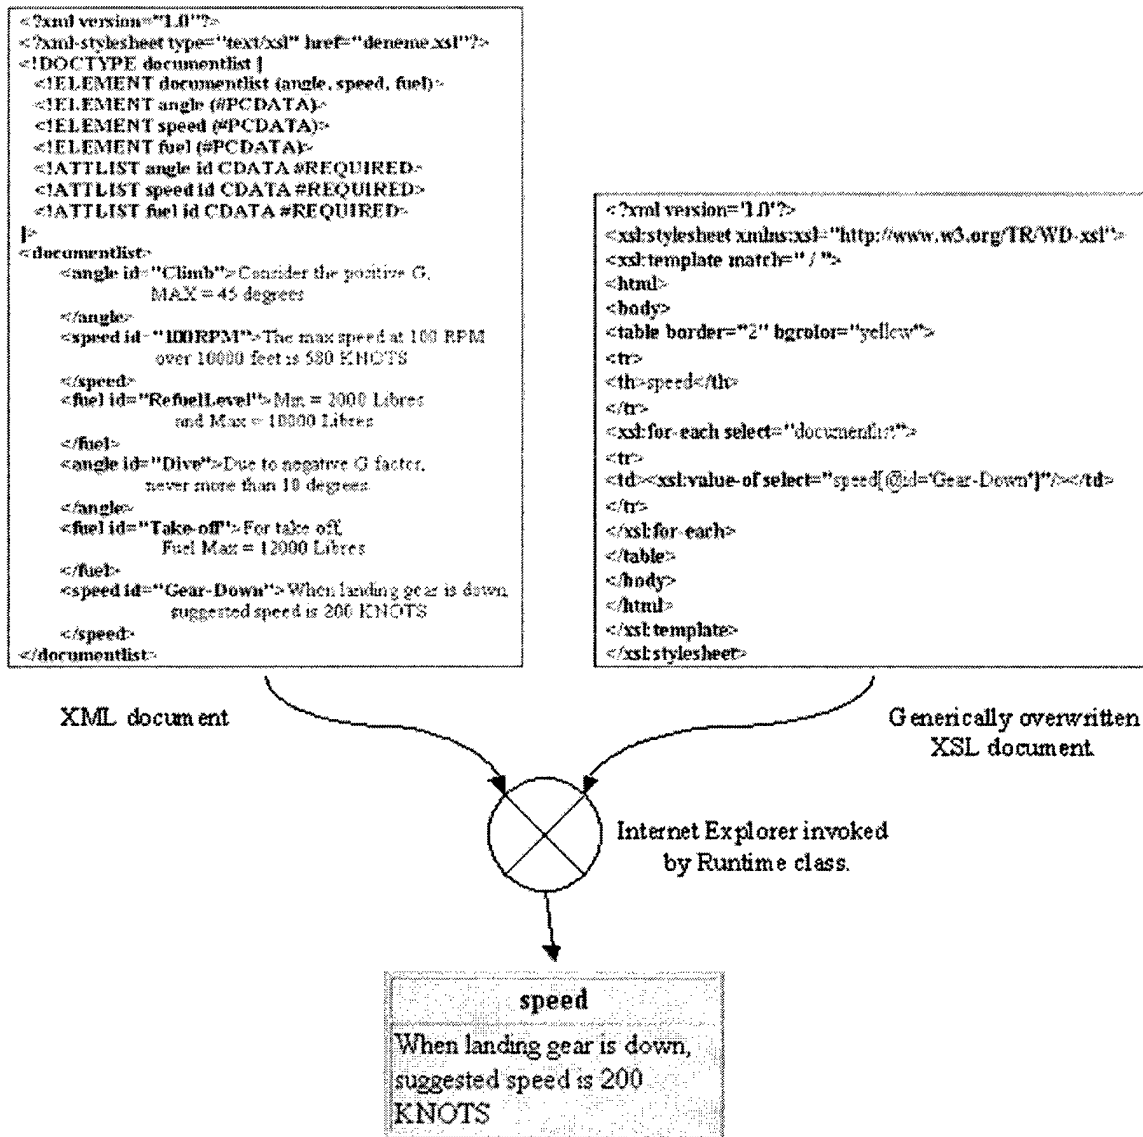 <?xml version="1.0"?>
<?xml-stylesheet type="text/xsl" href="deneme.xsl"?>
<!DOCTYPE documentlist [
<!ELEMENT documentlist (angle, speed, fuel)>
<!ELEMENT angle (#PCDATA)>
<!ELEMENT speed (#PCDATA)>
<!ELEMENT fuel (#PCDATA)>
<!ATTLIST angle id CDATA #REQUIRED>
<!ATTLIST speed id CDATA #REQUIRED>
<!ATTLIST fuel id CDATA #REQUIRED>
]>
<documentlist>
<angle id="Climb">Consider the positive G,
MAX = 45 degrees
</angle>
<speed id="100RPM">The max speed at 100 RPM
over 10000 feet is 580 KNOTS
</speed>
<fuel id="RefuelLevel">Min = 2000 Libres
and Max = 10000 Libres
</fuel>
<angle id="Dive">Due to negative G factor,
never more than 10 degrees
</angle>
<fuel id="Take-off">For take off,
Fuel Max = 12000 Libres
</fuel>
<speed id="Gear-Down">When landing gear is down,
suggested speed is 200 KNOTS
</speed>
</documentlist>
XML document
<?xml version='1.0'?>
<xsl:stylesheet xmlns:xsl="http://www.w3.org/TR/WD-xsl">
<xsl:template match=" / ">
<html>
<body>
<table border="2" bgcolor="yellow">
<tr>
<th>speed</th>
</tr>
<xsl:for-each select="documentlist">
<tr>
<td><xsl:value-of select="speed[@id='Gear-Down']"/></td>
</tr>
</xsl:for-each>
</table>
</body>
</html>
</xsl:template>
</xsl:stylesheet>
Generically overwritten
XSL document
Internet Explorer invoked
by Runtime class.
speed
When landing gear is down,
suggested speed is 200
KNOTS